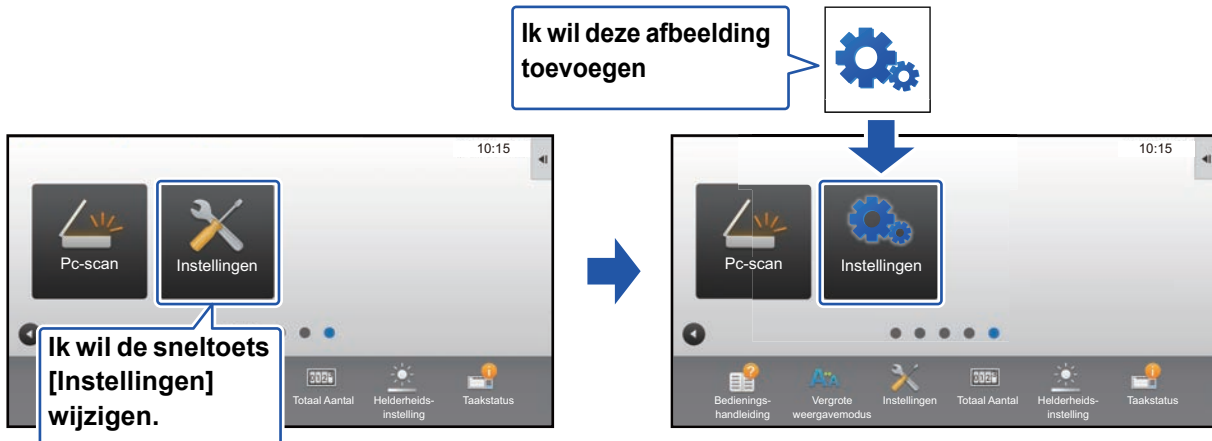 Ik wil deze afbeelding
toevoegen
10:15
Pc-scan
Instellingen
Ik wil de sneltoets
[Instellingen]
wijzigen.
Totaal Aantal
Helderheids-
instelling
Taakstatus
10:15
Pc-scan
Instellingen
Bedienings-
handleiding
Vergrote
weergavemodus
Instellingen
Totaal Aantal
Helderheids-
instelling
Taakstatus